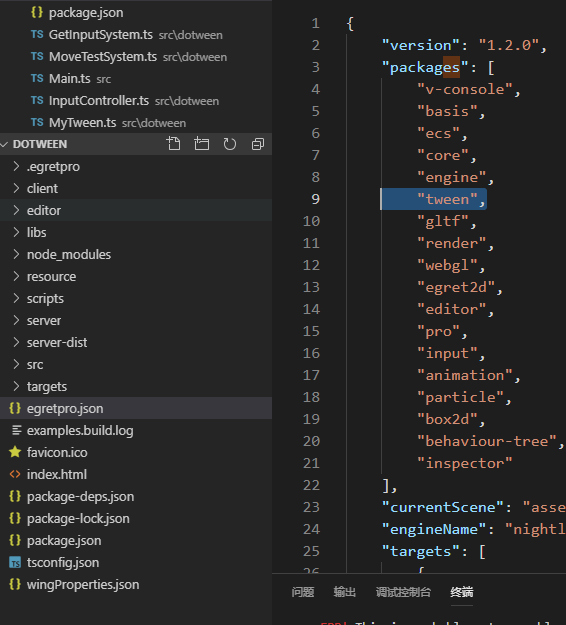 package.json
TS GetInputSystem.ts src\dotween
TS MoveTestSystem.ts src\dotween
TS Main.ts src
TS InputController.ts src\dotween
TS MyTween.ts src\dotween
DOTWEEN
.egretpro
client
editor
libs
node_modules
resource
scripts
server
server-dist
src
targets
{} egretpro.json
examples.build.log
favicon.ico
<> index.html
{} package-deps.json
{} package-lock.json
{} package.json
TS tsconfig.json
{} wingProperties.json
1 {
2 "version": "1.2.0",
3 "packages": [
4 "v-console",
5 "basis",
6 "ecs",
7 "core",
8 "engine",
9 "tween",
10 "gltf",
11 "render",
12 "webgl",
13 "egret2d",
14 "editor",
15 "pro",
16 "input",
17 "animation",
18 "particle",
19 "box2d",
20 "behaviour-tree",
21 "inspector"
22 ],
23 "currentScene": "asse
24 "engineName": "nightl
25 "targets": [
26 {
问题 输出 调试控制台 终端